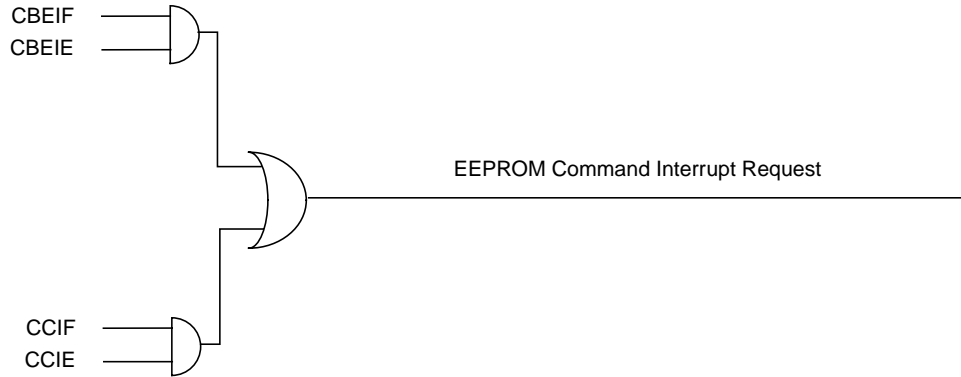 CBEIF
CBEIE
EEPROM Command Interrupt Request
CCIF
CCIE